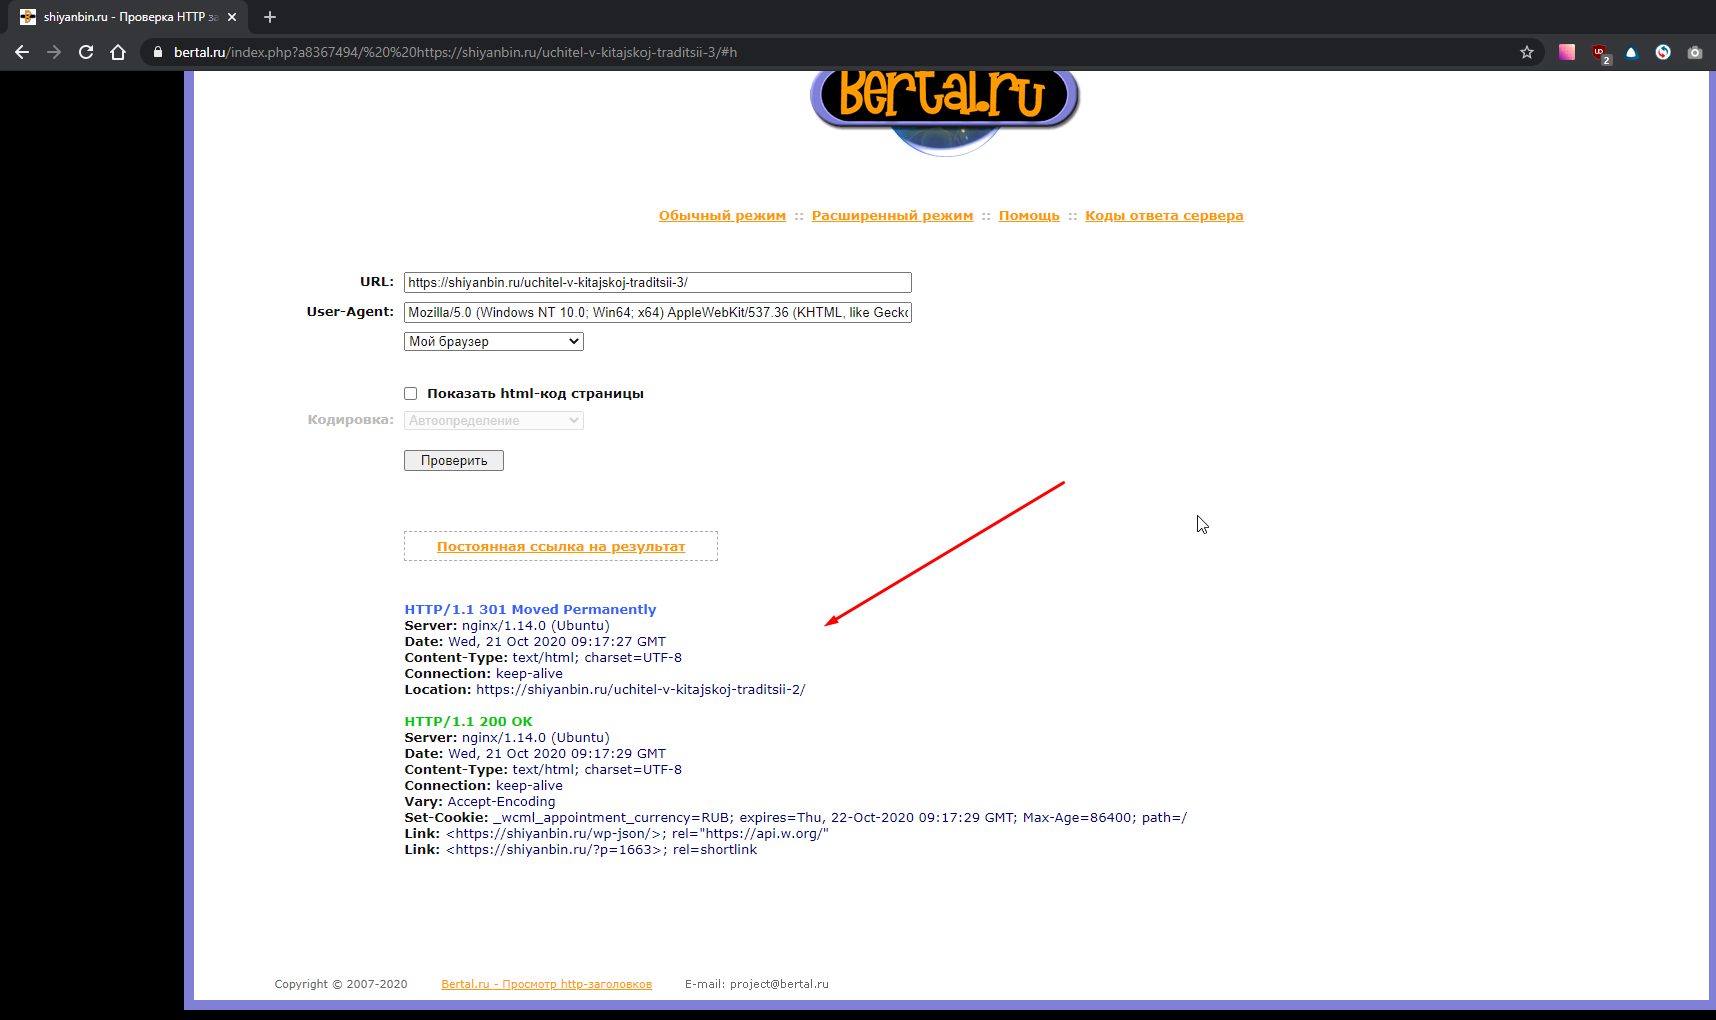 shiyanbin.ru - Проверка HTTP за
bertal.ru/index.php?a8367494/%20%20https://shiyanbin.ru/uchitel-v-kitajskoj-traditsii-3/#h
2
Bertal.ru
Обычный режим :: Расширенный режим :: Помощь :: Коды ответа сервера
URL: https://shiyanbin.ru/uchitel-v-kitajskoj-traditsii-3/
User-Agent: Mozilla/5.0 (Windows NT 10.0; Win64; x64) AppleWebKit/537.36 (KHTML, like Gecko
Мой браузер
Показать html-код страницы
Кодировка: Автоопределение
Проверить
Постоянная ссылка на результат
HTTP/1.1 301 Moved Permanently
Server: nginx/1.14.0 (Ubuntu)
Date: Wed, 21 Oct 2020 09:17:27 GMT
Content-Type: text/html; charset=UTF-8
Connection: keep-alive
Location: https://shiyanbin.ru/uchitel-v-kitajskoj-traditsii-2/
HTTP/1.1 200 OK
Server: nginx/1.14.0 (Ubuntu)
Date: Wed, 21 Oct 2020 09:17:29 GMT
Content-Type: text/html; charset=UTF-8
Connection: keep-alive
Vary: Accept-Encoding
Set-Cookie: _wcml_appointment_currency=RUB; expires=Thu, 22-Oct-2020 09:17:29 GMT; Max-Age=86400; path=/
Link: <https://shiyanbin.ru/wp-json/>; rel="https://api.w.org/"
Link: <https://shiyanbin.ru/?p=1663>; rel=shortlink
Copyright © 2007-2020 Bertal.ru - Просмотр http-заголовков E-mail: project@bertal.ru